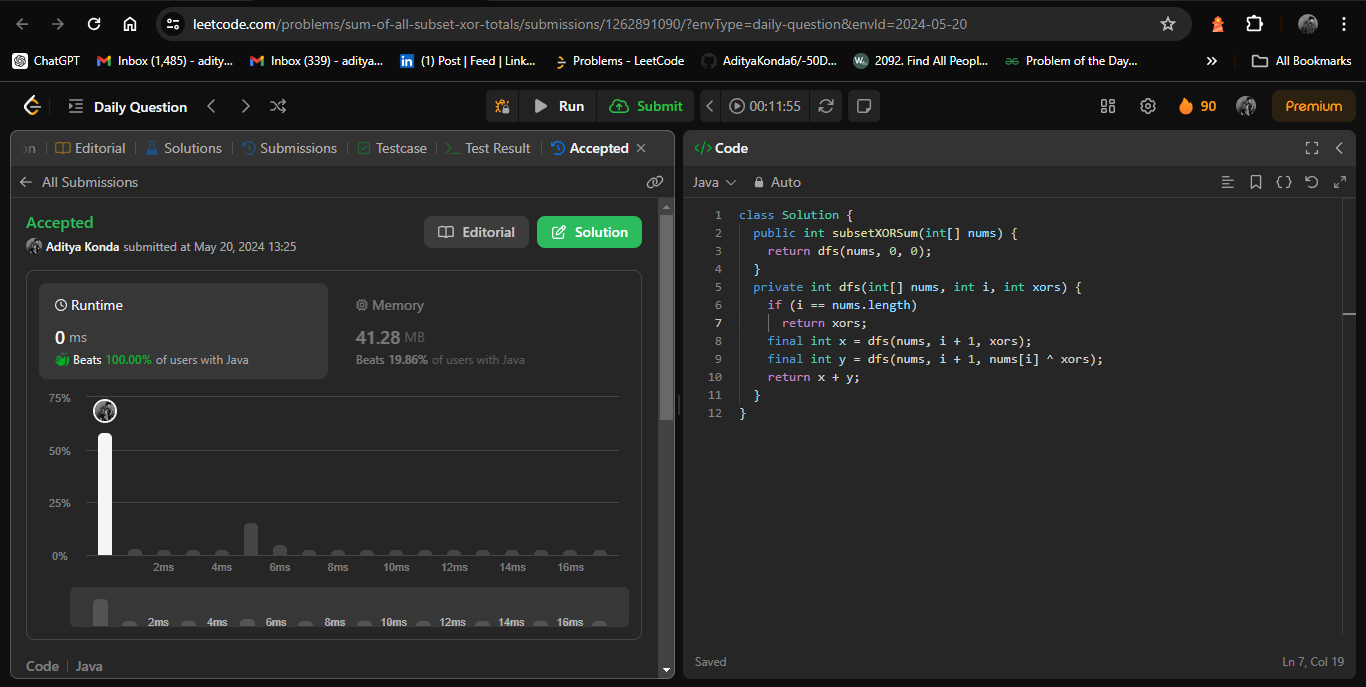 leetcode.com/problems/sum-of-all-subset-xor-totals/submissions/1262891090/?envType=daily-question&envId=2024-05-20
ChatGPT
Inbox (1,485) - adity...
Inbox (339) - aditya...
(1) Post | Feed | Link...
Problems - LeetCode
AdityaKonda6/-50D...
2092. Find All Peopl...
Problem of the Day...
»
All Bookmarks
Daily Question
Run
Submit
00:11:55
90
Premium
on
Editorial
Solutions
Submissions
Testcase
Test Result
Accepted
All Submissions
Accepted
Aditya Konda submitted at May 20, 2024 13:25
Editorial
Solution
Runtime
0 ms
Beats 100.00% of users with Java
Memory
41.28 MB
Beats 19.86% of users with Java
75%
50%
25%
0%
2ms 4ms 6ms 8ms 10ms 12ms 14ms 16ms
2ms 4ms 6ms 8ms 10ms 12ms 14ms 16ms
Code | Java
</> Code
Java
Auto
1 class Solution {
2 public int subsetXORSum(int[] nums) {
3 return dfs(nums, 0, 0);
4 }
5 private int dfs(int[] nums, int i, int xors) {
6 if (i == nums.length)
7 return xors;
8 final int x = dfs(nums, i + 1, xors);
9 final int y = dfs(nums, i + 1, nums[i] ^ xors);
10 return x + y;
11 }
12 }
Saved
Ln 7, Col 19